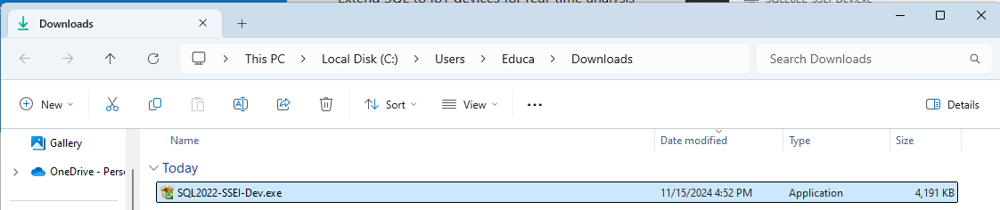 Extend SQL to IoT devices for real-time analysis
SQL2022-SSEI-Dev.exe
Downloads
This PC > Local Disk (C:) > Users > Educa > Downloads
Search Downloads
New
Sort
View
Details
Gallery
OneDrive - Perso
Name
Date modified
Type
Size
Today
SQL2022-SSEI-Dev.exe
11/15/2024 4:52 PM
Application
4,191 KB